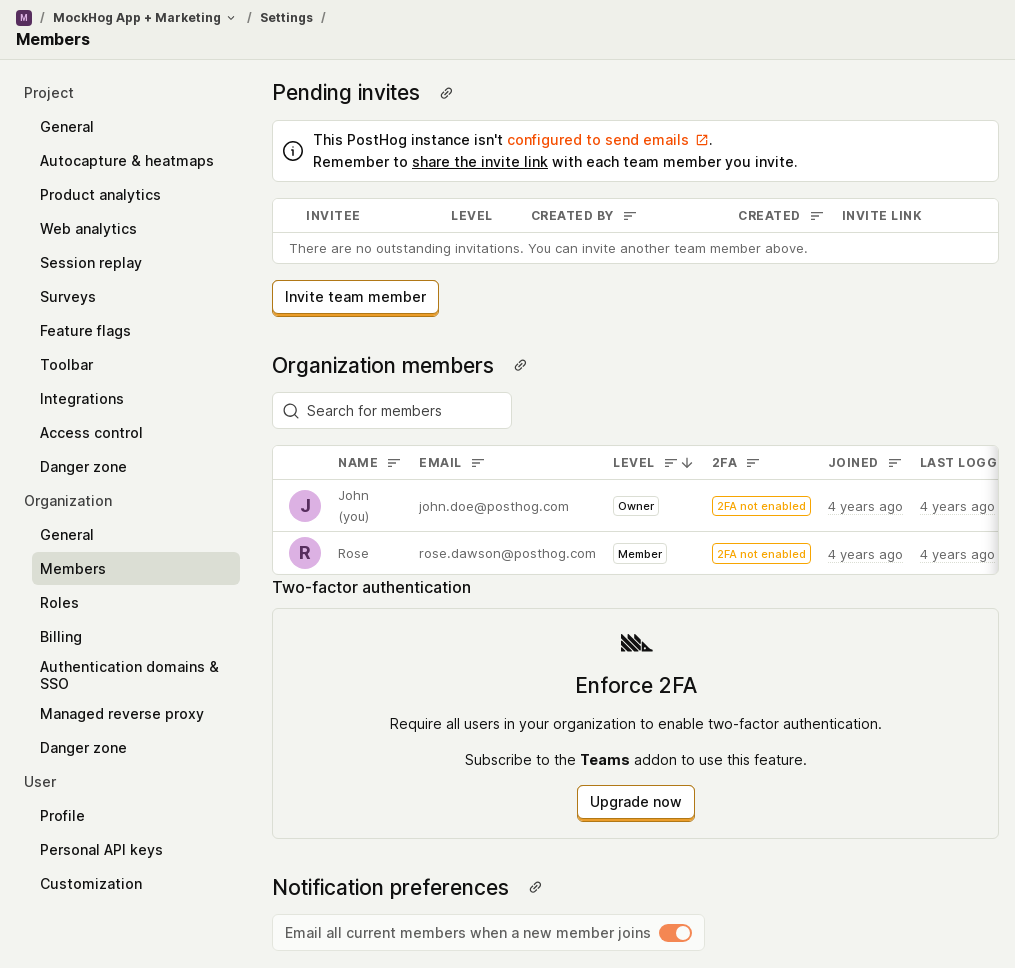 M / MockHog App + Marketing / Settings /
Members
Project
General
Autocapture & heatmaps
Product analytics
Web analytics
Session replay
Surveys
Feature flags
Toolbar
Integrations
Access control
Danger zone
Organization
General
Members
Roles
Billing
Authentication domains &
SSO
Managed reverse proxy
Danger zone
User
Profile
Personal API keys
Customization
Pending invites
This PostHog instance isn't configured to send emails.
Remember to share the invite link with each team member you invite.
INVITEE LEVEL CREATED BY CREATED INVITE LINK
There are no outstanding invitations. You can invite another team member above.
Invite team member
Organization members
Search for members
NAME EMAIL LEVEL 2FA JOINED LAST LOGG
J John (you) john.doe@posthog.com Owner 2FA not enabled 4 years ago 4 years ago
R Rose rose.dawson@posthog.com Member 2FA not enabled 4 years ago 4 years ago
Two-factor authentication
Enforce 2FA
Require all users in your organization to enable two-factor authentication.
Subscribe to the Teams addon to use this feature.
Upgrade now
Notification preferences
Email all current members when a new member joins